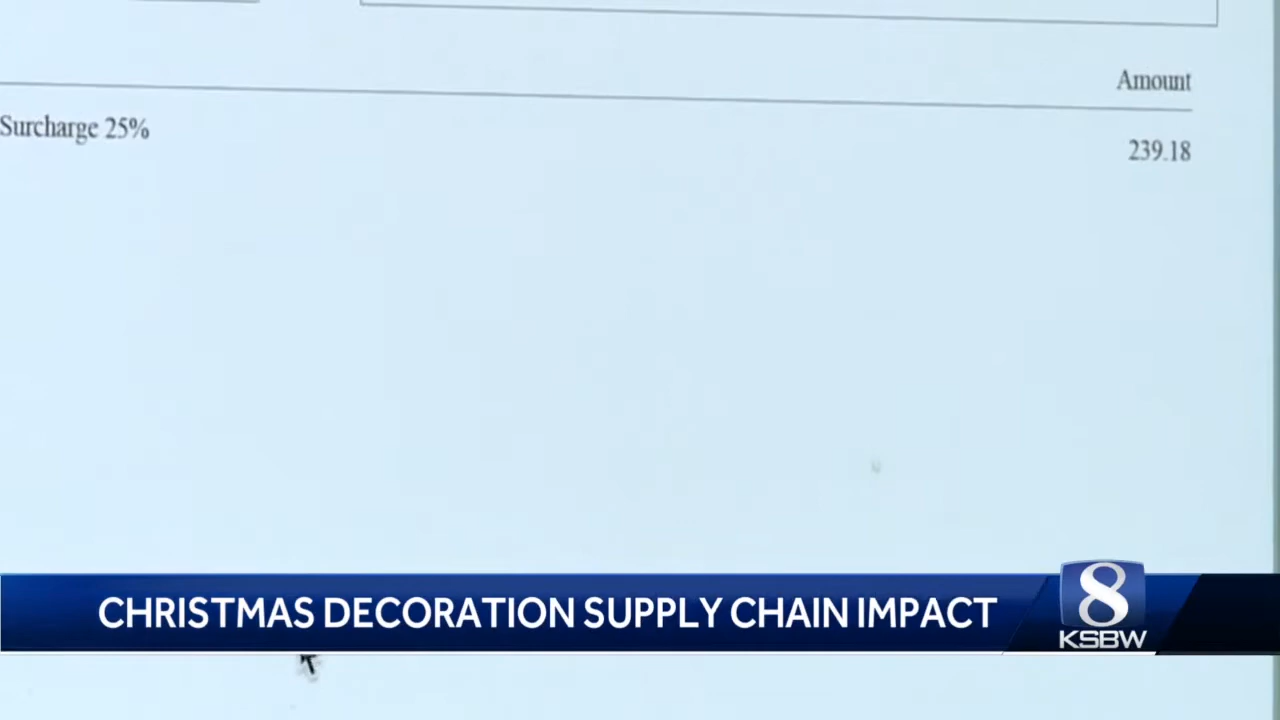 Amount
Surcharge 25%
239.18
CHRISTMAS DECORATION SUPPLY CHAIN IMPACT
8
KSBW